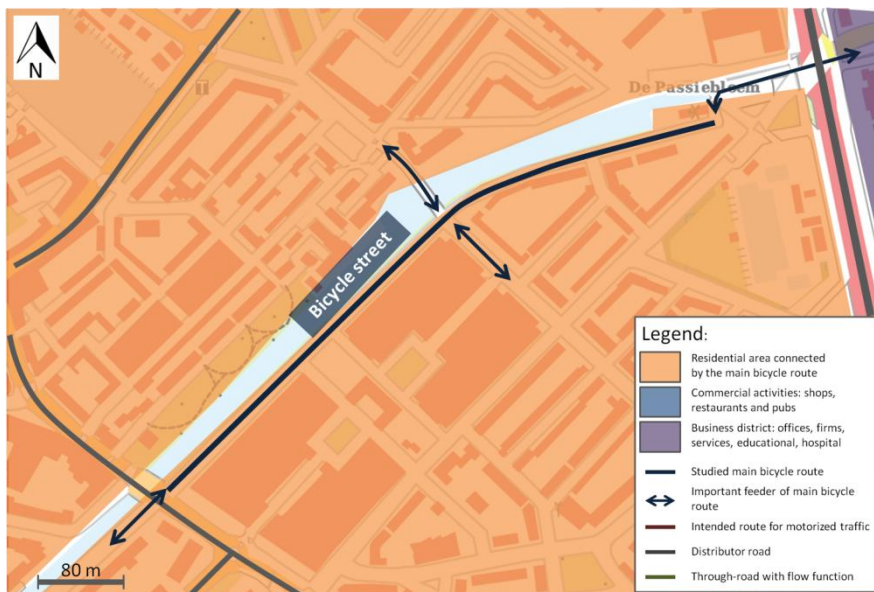 N
T
De Passiebloem
Bicycle street
80 m
Legend:
Residential area connected
by the main bicycle route
Commercial activities: shops,
restaurants and pubs
Business district: offices, firms,
services, educational, hospital
Studied main bicycle route
Important feeder of main bicycle
route
Intended route for motorized traffic
Distributor road
Through-road with flow function